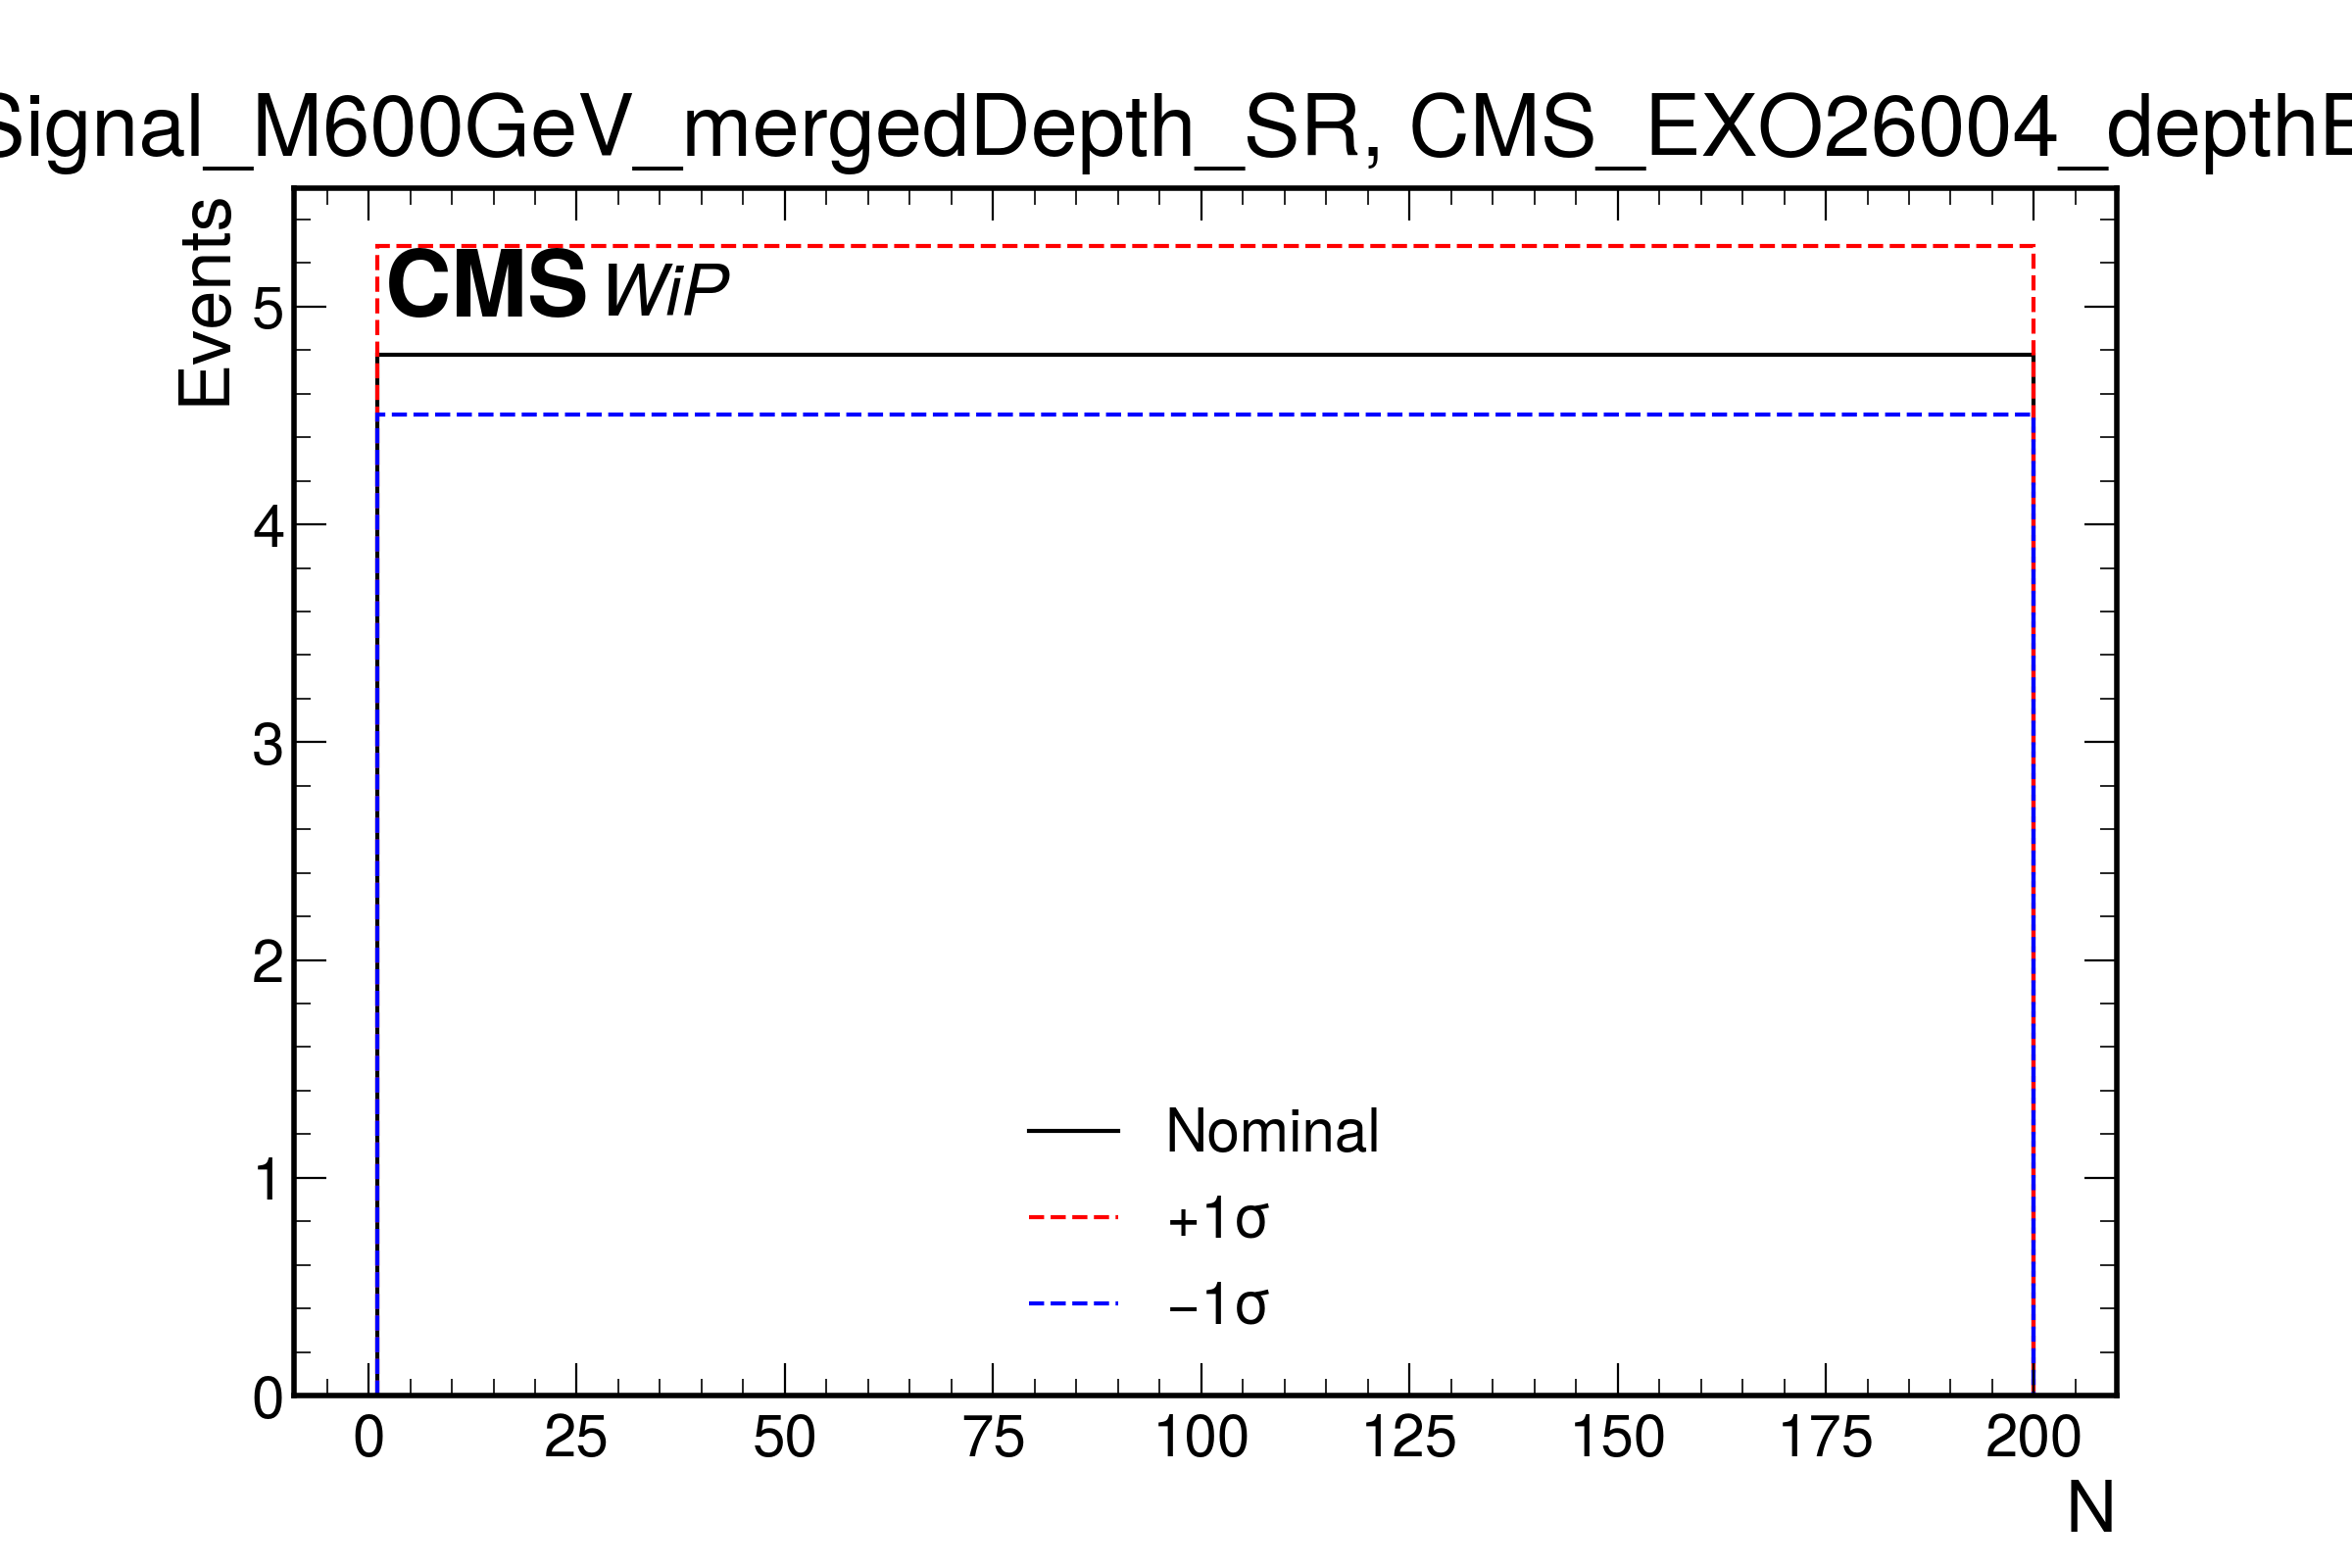 Signal_M600GeV_mergedDepth_SR, CMS_EXO26004_depthE
Events
CMS WiP
5
4
3
2
1
0
Nominal
+1σ
−1σ
0 25 50 75 100 125 150 175 200
N